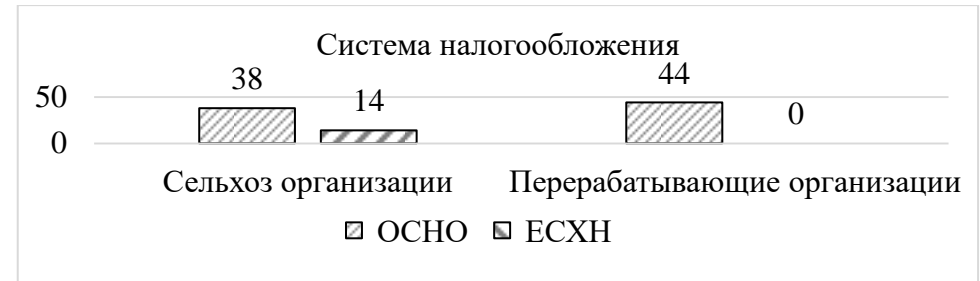 Система налогообложения
38
44
50
14
0
0
Сельхоз организации
Перерабатывающие организации
ОСНО
ЕСХН